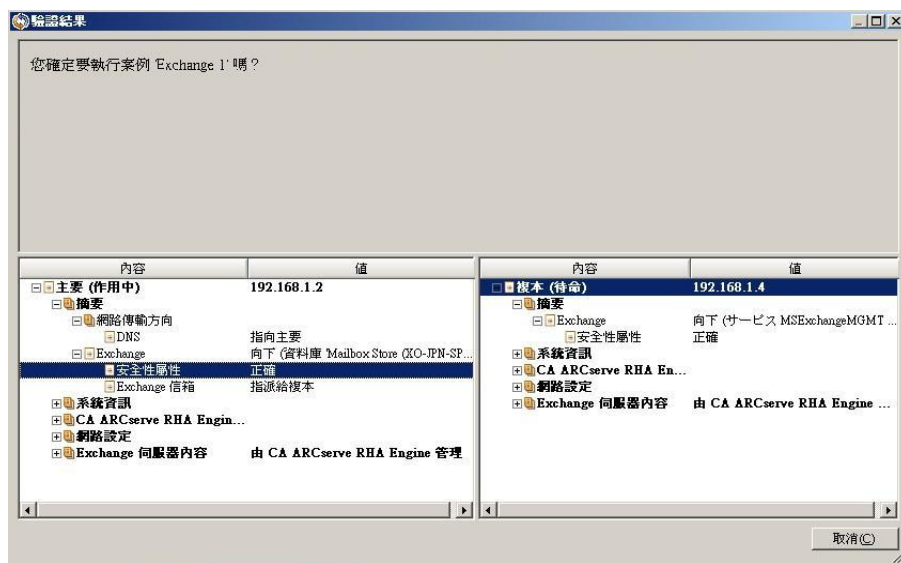 驗證結果
您確定要執行案例 'Exchange 1' 嗎？
內容 值
主要 (作用中) 192.168.1.2
摘要
網路傳輸方向
DNS 指向主要
Exchange 向下 (資料庫 'Mailbox Store (XO-JPN-SP...
安全性屬性 正確
Exchange 信箱 指派給複本
系統資訊
CA ARCserve RHA Engin...
網路設定
Exchange 伺服器內容 由 CA ARCserve RHA Engine 管理
內容 值
複本 (待命) 192.168.1.4
摘要
Exchange 向下 (サービス MSExchangeMGMT ...
安全性屬性 正確
系統資訊
CA ARCserve RHA En...
網路設定
Exchange 伺服器內容 由 CA ARCserve RHA Engine ...
取消(C)